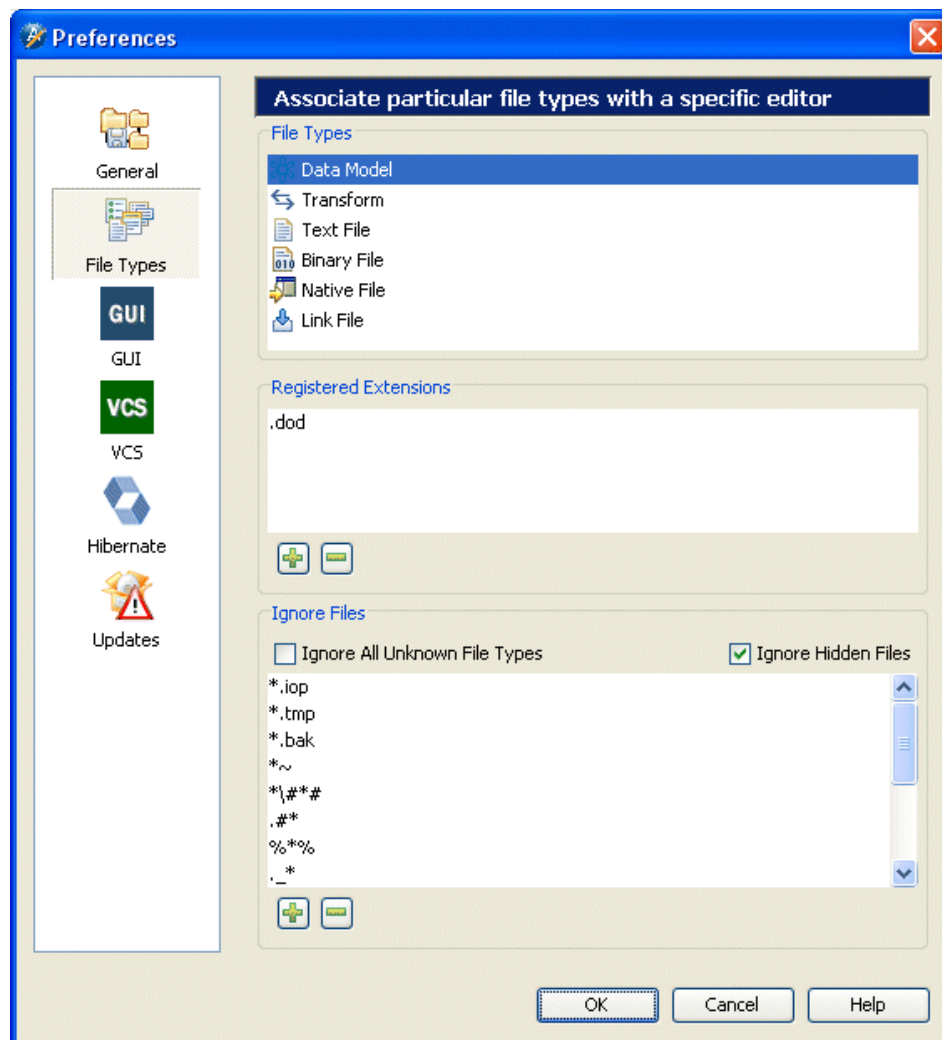 Preferences
General
File Types
GUI
GUI
VCS
VCS
Hibernate
Updates
Associate particular file types with a specific editor
File Types
Data Model
Transform
Text File
010 Binary File
Native File
Link File
Registered Extensions
.dod
Ignore Files
Ignore All Unknown File Types Ignore Hidden Files
*.iop
*.tmp
*.bak
*~
*\#*#
.#*
%*%
._*
OK Cancel Help